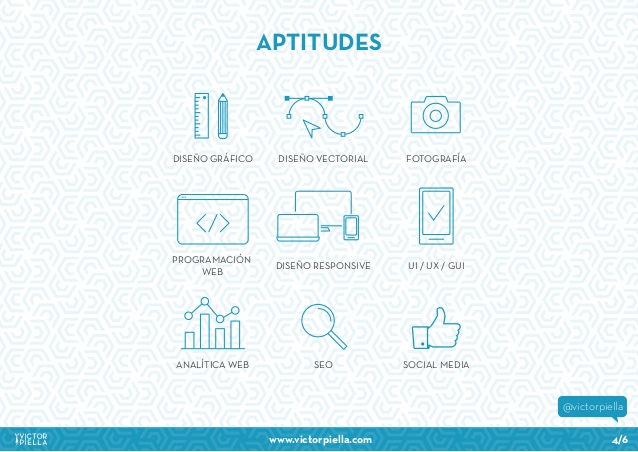 APTITUDES
DISEÑO GRÁFICO
DISEÑO VECTORIAL
FOTOGRAFÍA
</>
PROGRAMACIÓN
WEB
DISEÑO RESPONSIVE
UI / UX / GUI
ANALÍTICA WEB
SEO
SOCIAL MEDIA
@victorpiella
VICTOR
PIELLA
www.victorpiella.com
4/6